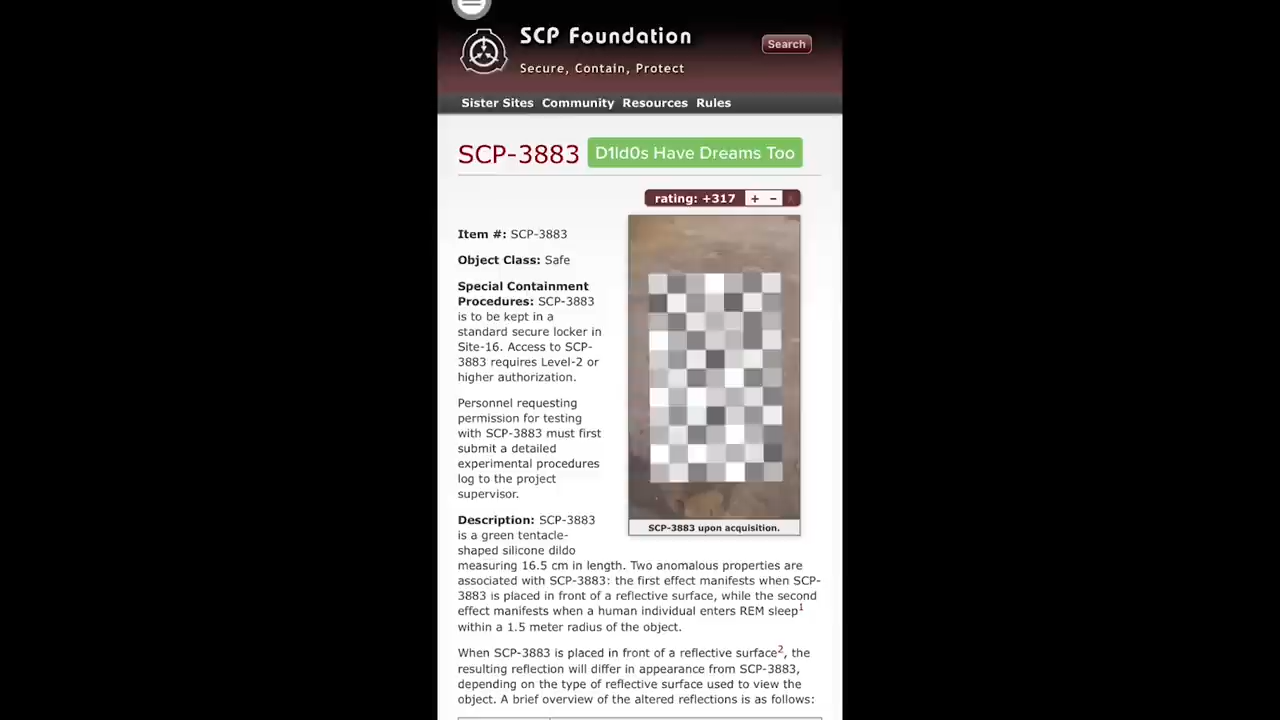 SCP Foundation
Secure, Contain, Protect
Search
Sister Sites Community Resources Rules
SCP-3883 D1ld0s Have Dreams Too
rating: +317 + –
Item #: SCP-3883
Object Class: Safe
Special Containment
Procedures: SCP-3883
is to be kept in a
standard secure locker in
Site-16. Access to SCP-
3883 requires Level-2 or
higher authorization.
Personnel requesting
permission for testing
with SCP-3883 must first
submit a detailed
experimental procedures
log to the project
supervisor.
SCP-3883 upon acquisition.
Description: SCP-3883
is a green tentacle-
shaped silicone dildo
measuring 16.5 cm in length. Two anomalous properties are
associated with SCP-3883: the first effect manifests when SCP-
3883 is placed in front of a reflective surface, while the second
effect manifests when a human individual enters REM sleep1
within a 1.5 meter radius of the object.
When SCP-3883 is placed in front of a reflective surface2, the
resulting reflection will differ in appearance from SCP-3883,
depending on the type of reflective surface used to view the
object. A brief overview of the altered reflections is as follows: